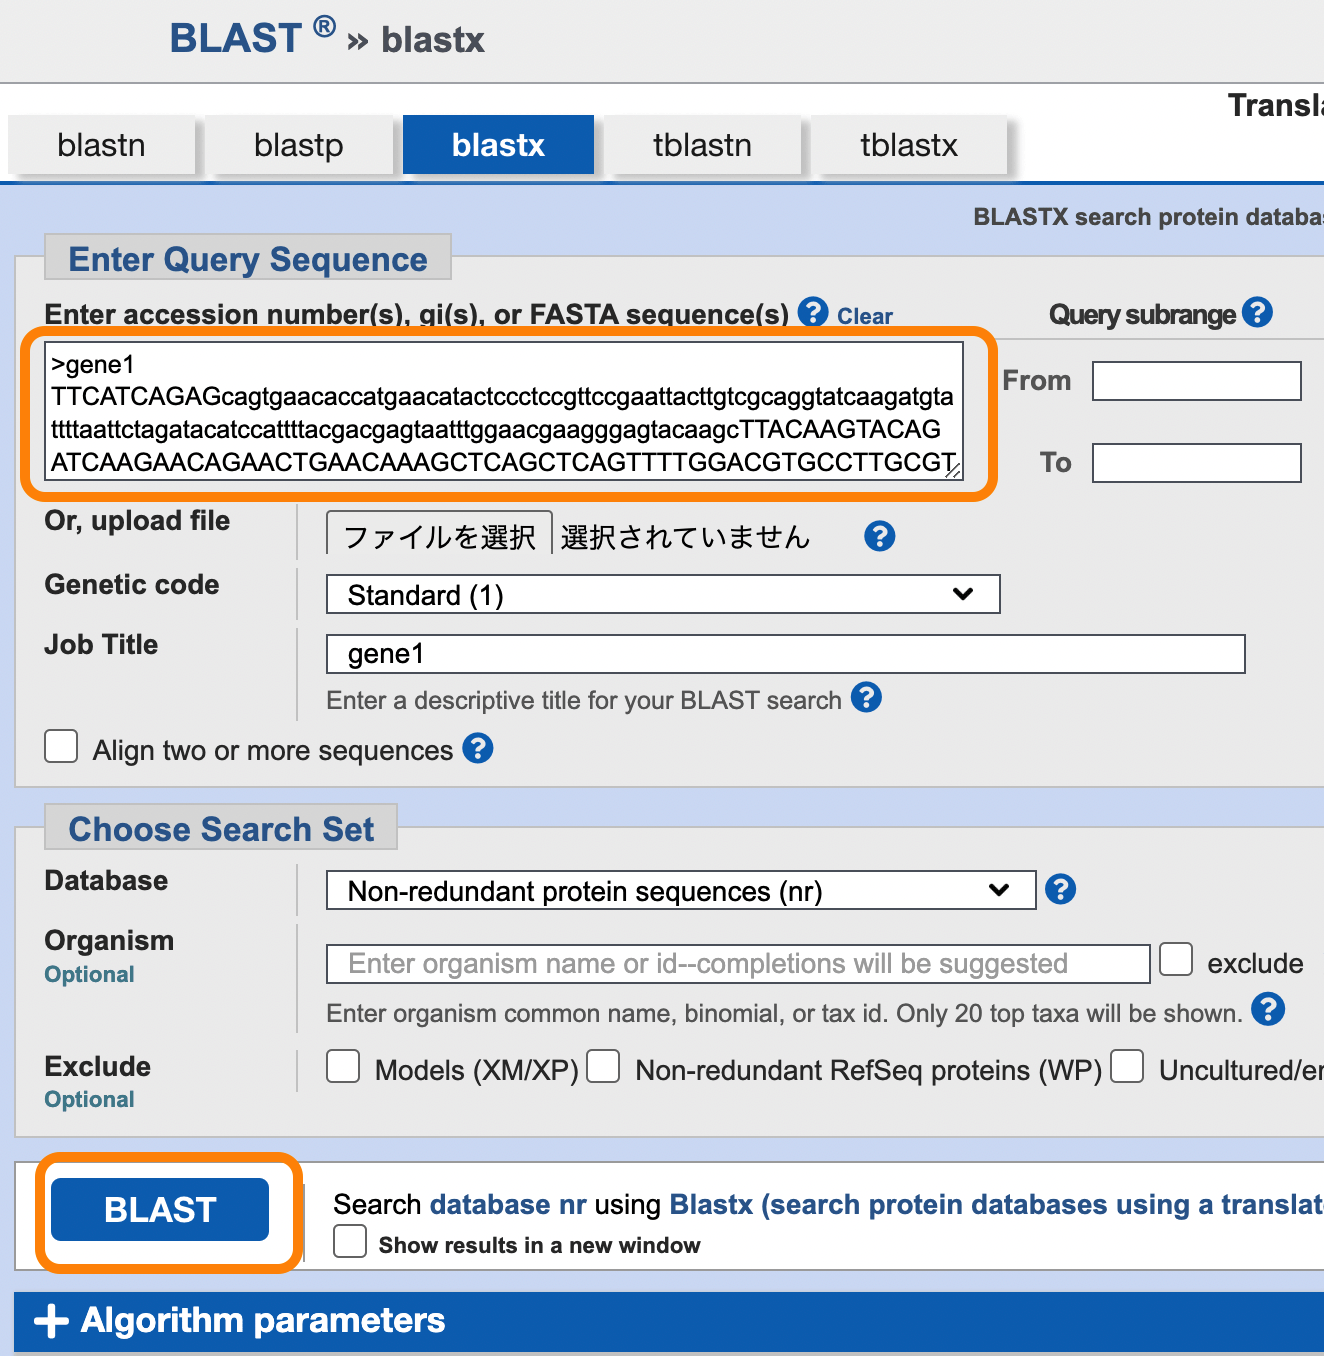 BLAST ® » blastx
Transla
blastn blastp blastx tblastn tblastx
BLASTX search protein databa
Enter Query Sequence
Enter accession number(s), gi(s), or FASTA sequence(s) ? Clear
Query subrange ?
>gene1
TTCATCAGAGcagtgaacaccatgaacatactccctccgttccgaattacttgtcgcaggtatcaagatgta
ttttaattctagatacatccattttacgacgagtaatttggaacgaagggagtacaagcTTACAAGTACAG
ATCAAGAACAGAACTGAACAAAGCTCAGCTCAGTTTTGGACGTGCCTTGCGT
From
To
Or, upload file
ファイルを選択 選択されていません ?
Genetic code
Standard (1)
Job Title
gene1
Enter a descriptive title for your BLAST search ?
Align two or more sequences ?
Choose Search Set
Database
Non-redundant protein sequences (nr) ?
Organism
Optional
Enter organism name or id--completions will be suggested
exclude
Enter organism common name, binomial, or tax id. Only 20 top taxa will be shown. ?
Exclude
Optional
Models (XM/XP) Non-redundant RefSeq proteins (WP) Uncultured/en
BLAST
Search database nr using Blastx (search protein databases using a translat
Show results in a new window
+ Algorithm parameters